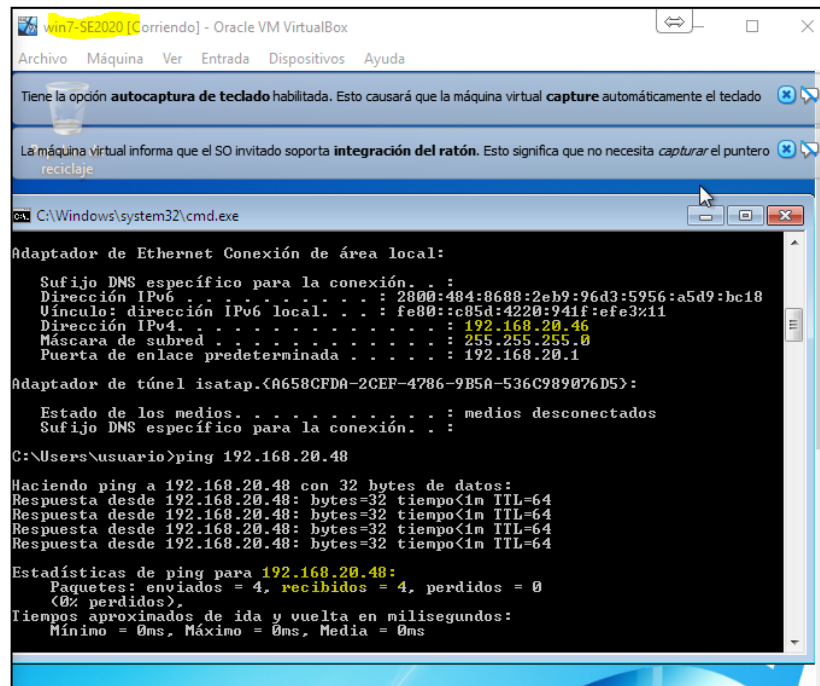 win7-SE2020 [Corriendo] - Oracle VM VirtualBox
Archivo Máquina Ver Entrada Dispositivos Ayuda
Tiene la opción autocaptura de teclado habilitada. Esto causará que la máquina virtual capture automáticamente el teclado
La máquina virtual informa que el SO invitado soporta integración del ratón. Esto significa que no necesita capturar el puntero
reciclaje
C:\Windows\system32\cmd.exe
Adaptador de Ethernet Conexión de área local:
Sufijo DNS específico para la conexión. . :
Dirección IPv6 . . . . . . . . . . : 2800:484:8688:2eb9:96d3:5956:a5d9:bc18
Vínculo: dirección IPv6 local. . . : fe80::c85d:4220:941f:efe3%11
Dirección IPv4. . . . . . . . . . . . . . : 192.168.20.46
Máscara de subred . . . . . . . . . . . . : 255.255.255.0
Puerta de enlace predeterminada . . . . . : 192.168.20.1
Adaptador de túnel isatap.{A658CFDA-2CEF-4786-9B5A-536C989076D5}:
Estado de los medios. . . . . . . . . . . : medios desconectados
Sufijo DNS específico para la conexión. . :
C:\Users\usuario>ping 192.168.20.48
Haciendo ping a 192.168.20.48 con 32 bytes de datos:
Respuesta desde 192.168.20.48: bytes=32 tiempo<1m TTL=64
Respuesta desde 192.168.20.48: bytes=32 tiempo<1m TTL=64
Respuesta desde 192.168.20.48: bytes=32 tiempo<1m TTL=64
Respuesta desde 192.168.20.48: bytes=32 tiempo<1m TTL=64
Estadísticas de ping para 192.168.20.48:
Paquetes: enviados = 4, recibidos = 4, perdidos = 0
(0% perdidos),
Tiempos aproximados de ida y vuelta en milisegundos:
Mínimo = 0ms, Máximo = 0ms, Media = 0ms